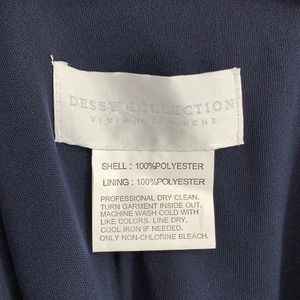 DESSY COLLECTION
VIVIAN DIAMOND
SHELL : 100%POLYESTER
LINING : 100%POLYESTER
PROFESSIONAL DRY CLEAN.
TURN GARMENT INSIDE OUT.
MACHINE WASH COLD WITH
LIKE COLORS. LINE DRY.
COOL IRON IF NEEDED.
ONLY NON-CHLORINE BLEACH.